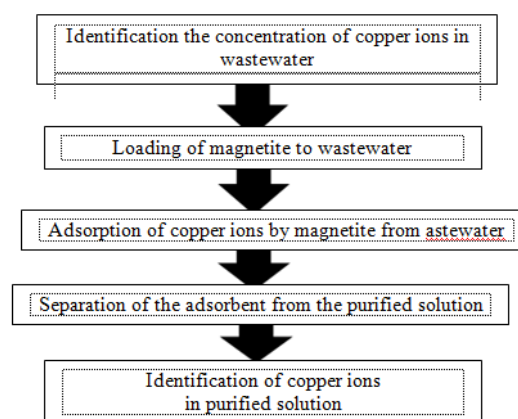 Identification the concentration of copper ions in
wastewater
Loading of magnetite to wastewater
Adsorption of copper ions by magnetite from astewater
Separation of the adsorbent from the purified solution
Identification of copper ions
in purified solution